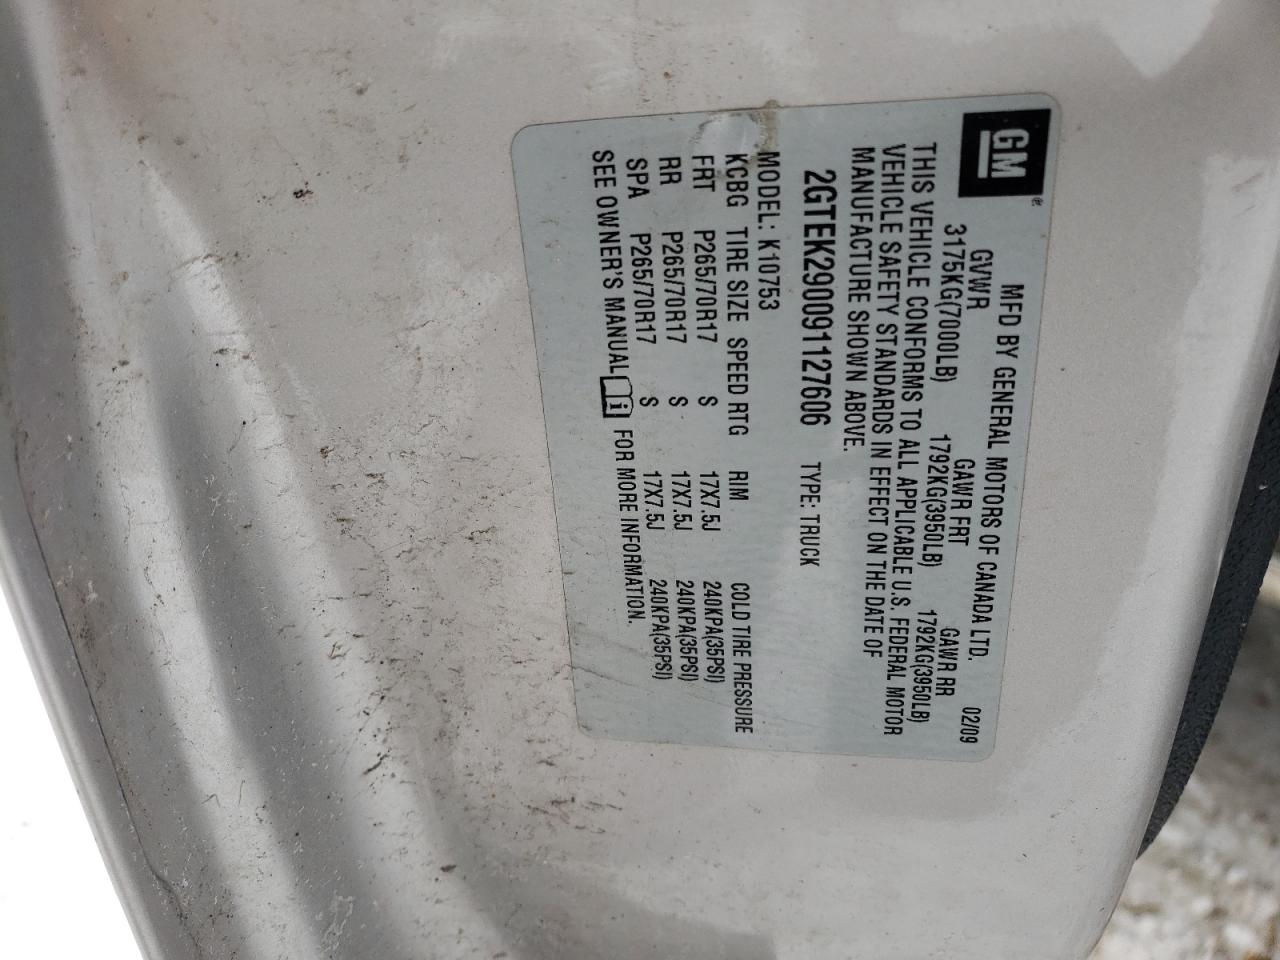 GM®
MFD BY GENERAL MOTORS OF CANADA LTD. 02/09
GVWR GAWR FRT GAWR RR
3175KG(7000LB) 1792KG(3950LB) 1792KG(3950LB)
THIS VEHICLE CONFORMS TO ALL APPLICABLE U.S. FEDERAL MOTOR
VEHICLE SAFETY STANDARDS IN EFFECT ON THE DATE OF
MANUFACTURE SHOWN ABOVE.
2GTEK290091127606 TYPE: TRUCK
MODEL: K10753
KCBG TIRE SIZE SPEED RTG RIM COLD TIRE PRESSURE
FRT P265/70R17 S 17X7.5J 240KPA(35PSI)
RR P265/70R17 S 17X7.5J 240KPA(35PSI)
SPA P265/70R17 S 17X7.5J 240KPA(35PSI)
SEE OWNER'S MANUAL i FOR MORE INFORMATION.